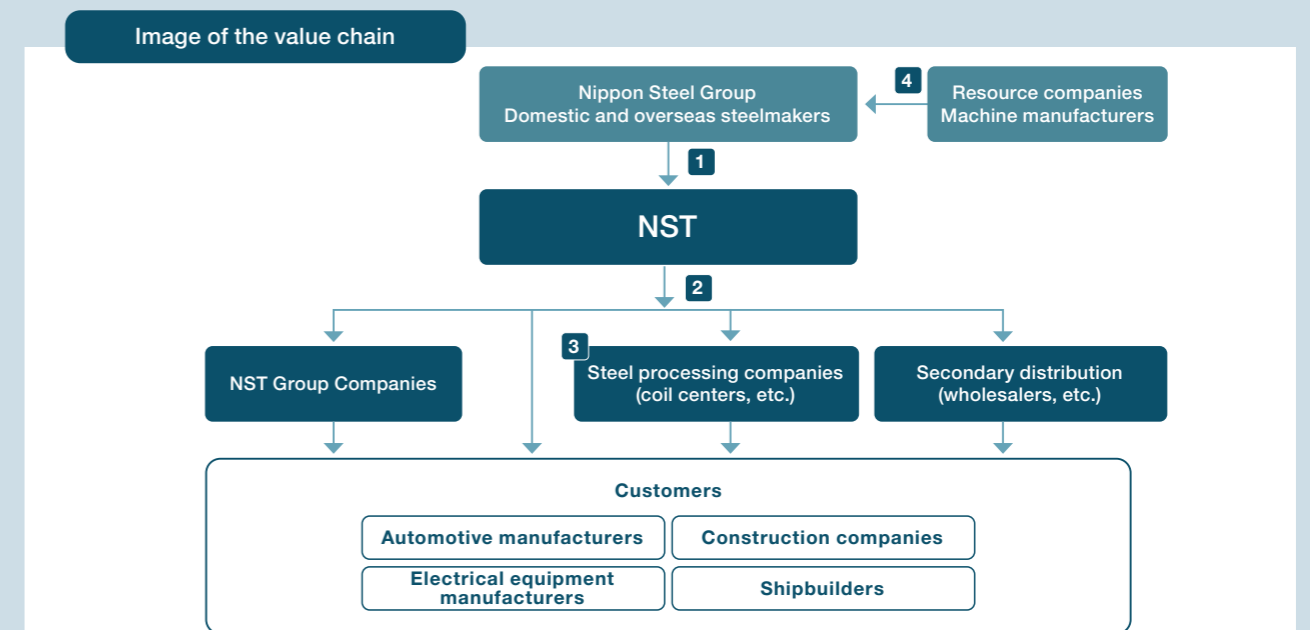 Image of the value chain
Nippon Steel Group
Domestic and overseas steelmakers
4
Resource companies
Machine manufacturers
1
NST
2
NST Group Companies
3
Steel processing companies
(coil centers, etc.)
Secondary distribution
(wholesalers, etc.)
Customers
Automotive manufacturers
Construction companies
Electrical equipment
manufacturers
Shipbuilders